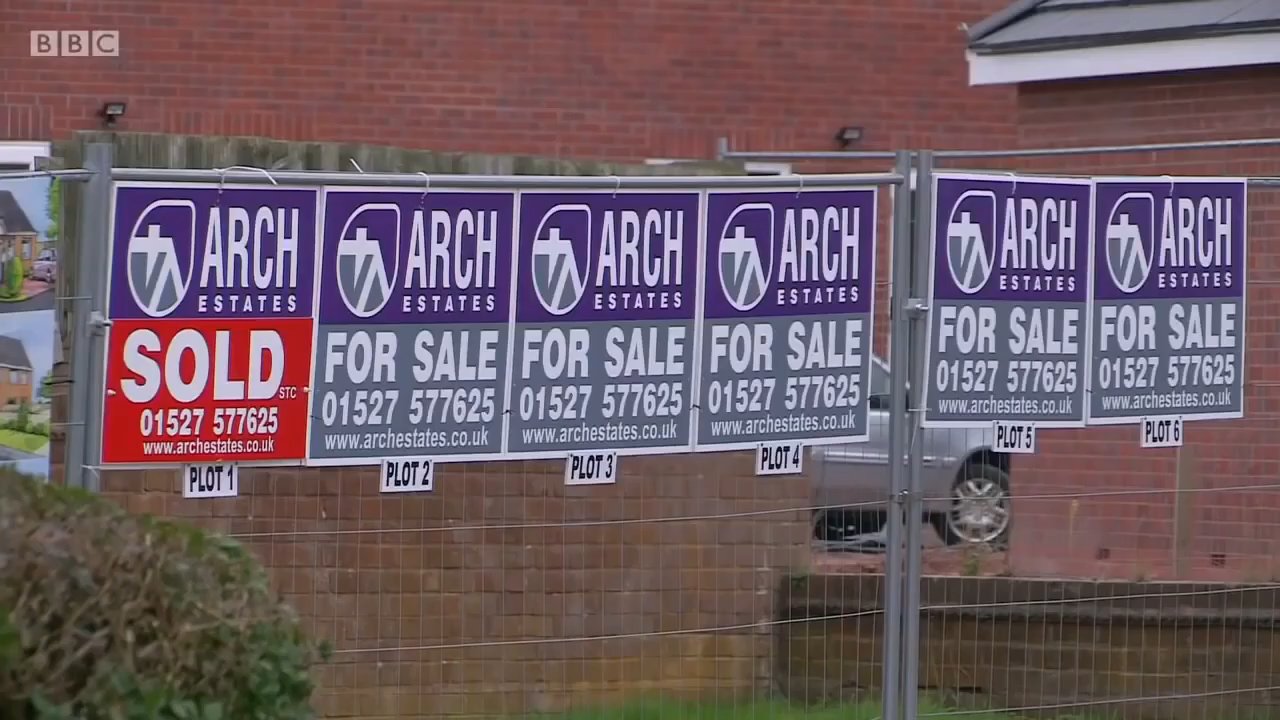 BBC
ARCH
ESTATES
SOLD
STC
01527 577625
www.archestates.co.uk
PLOT 1
ARCH
ESTATES
FOR SALE
01527 577625
www.archestates.co.uk
PLOT 2
ARCH
ESTATES
FOR SALE
01527 577625
www.archestates.co.uk
PLOT 3
ARCH
ESTATES
FOR SALE
01527 577625
www.archestates.co.uk
PLOT 4
ARCH
ESTATES
FOR SALE
01527 577625
www.archestates.co.uk
PLOT 5
ARCH
ESTATES
FOR SALE
01527 577625
www.archestates.co.uk
PLOT 6